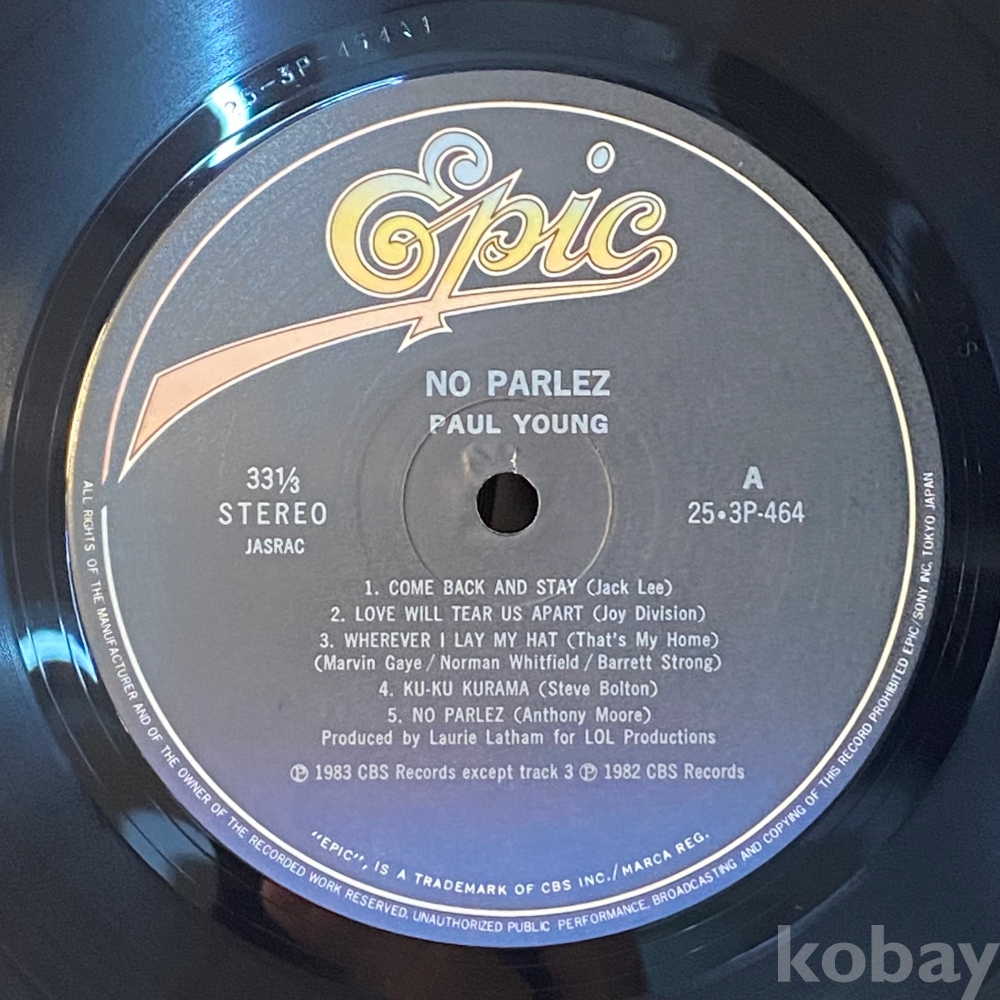 Epic
NO PARLEZ
PAUL YOUNG
33⅓
STEREO
JASRAC
A
25•3P-464
1. COME BACK AND STAY (Jack Lee)
2. LOVE WILL TEAR US APART (Joy Division)
3. WHEREVER I LAY MY HAT (That's My Home)
(Marvin Gaye/Norman Whitfield/Barrett Strong)
4. KU-KU KURAMA (Steve Bolton)
5. NO PARLEZ (Anthony Moore)
Produced by Laurie Latham for LOL Productions
℗ 1983 CBS Records except track 3 ℗ 1982 CBS Records
"EPIC", IS A TRADEMARK OF CBS INC./MARCA REG.
ALL RIGHTS OF THE MANUFACTURER AND OF THE OWNER OF THE RECORDED WORK RESERVED. UNAUTHORIZED PUBLIC PERFORMANCE, BROADCASTING AND COPYING OF THIS RECORD PROHIBITED EPIC/SONY INC. TOKYO JAPAN
kobay